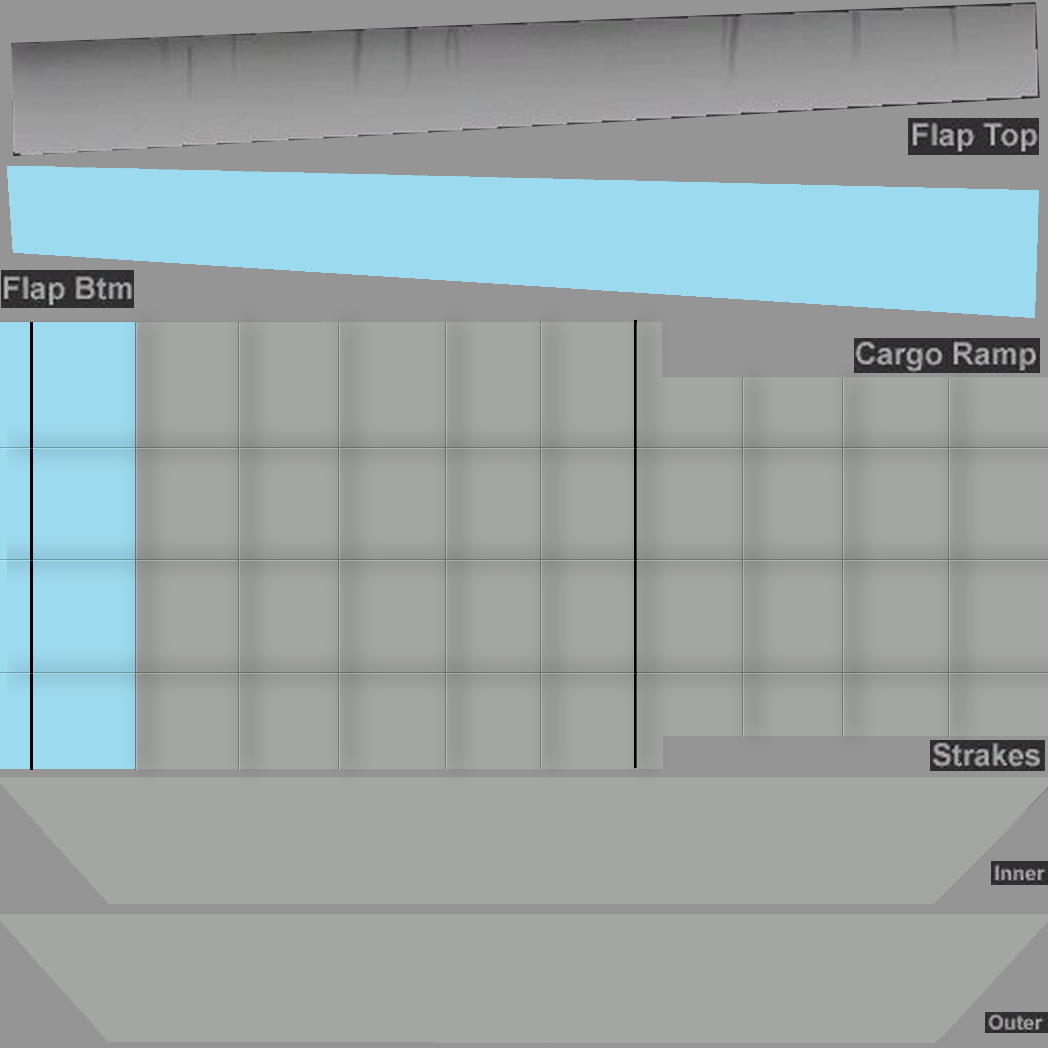 Flap Top
Flap Btm
Cargo Ramp
Strakes
Inner
Outer